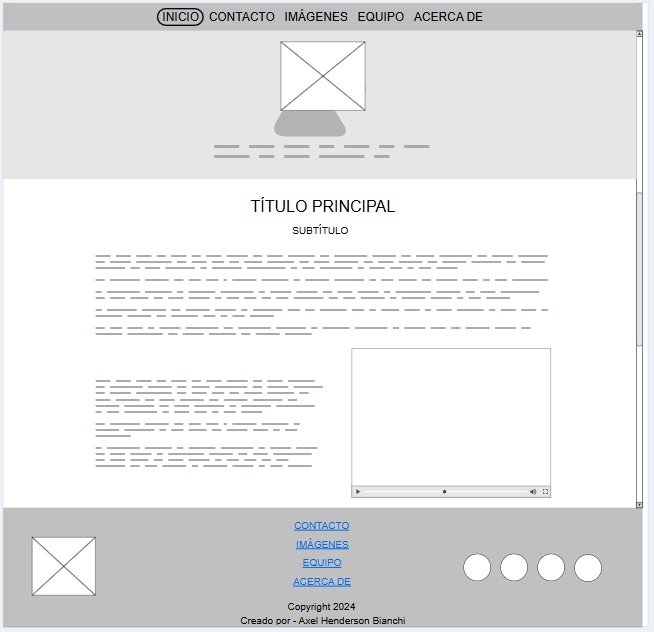 INICIO CONTACTO IMÁGENES EQUIPO ACERCA DE
TÍTULO PRINCIPAL
SUBTÍTULO
CONTACTO
IMÁGENES
EQUIPO
ACERCA DE
Copyright 2024
Creado por - Axel Henderson Bianchi